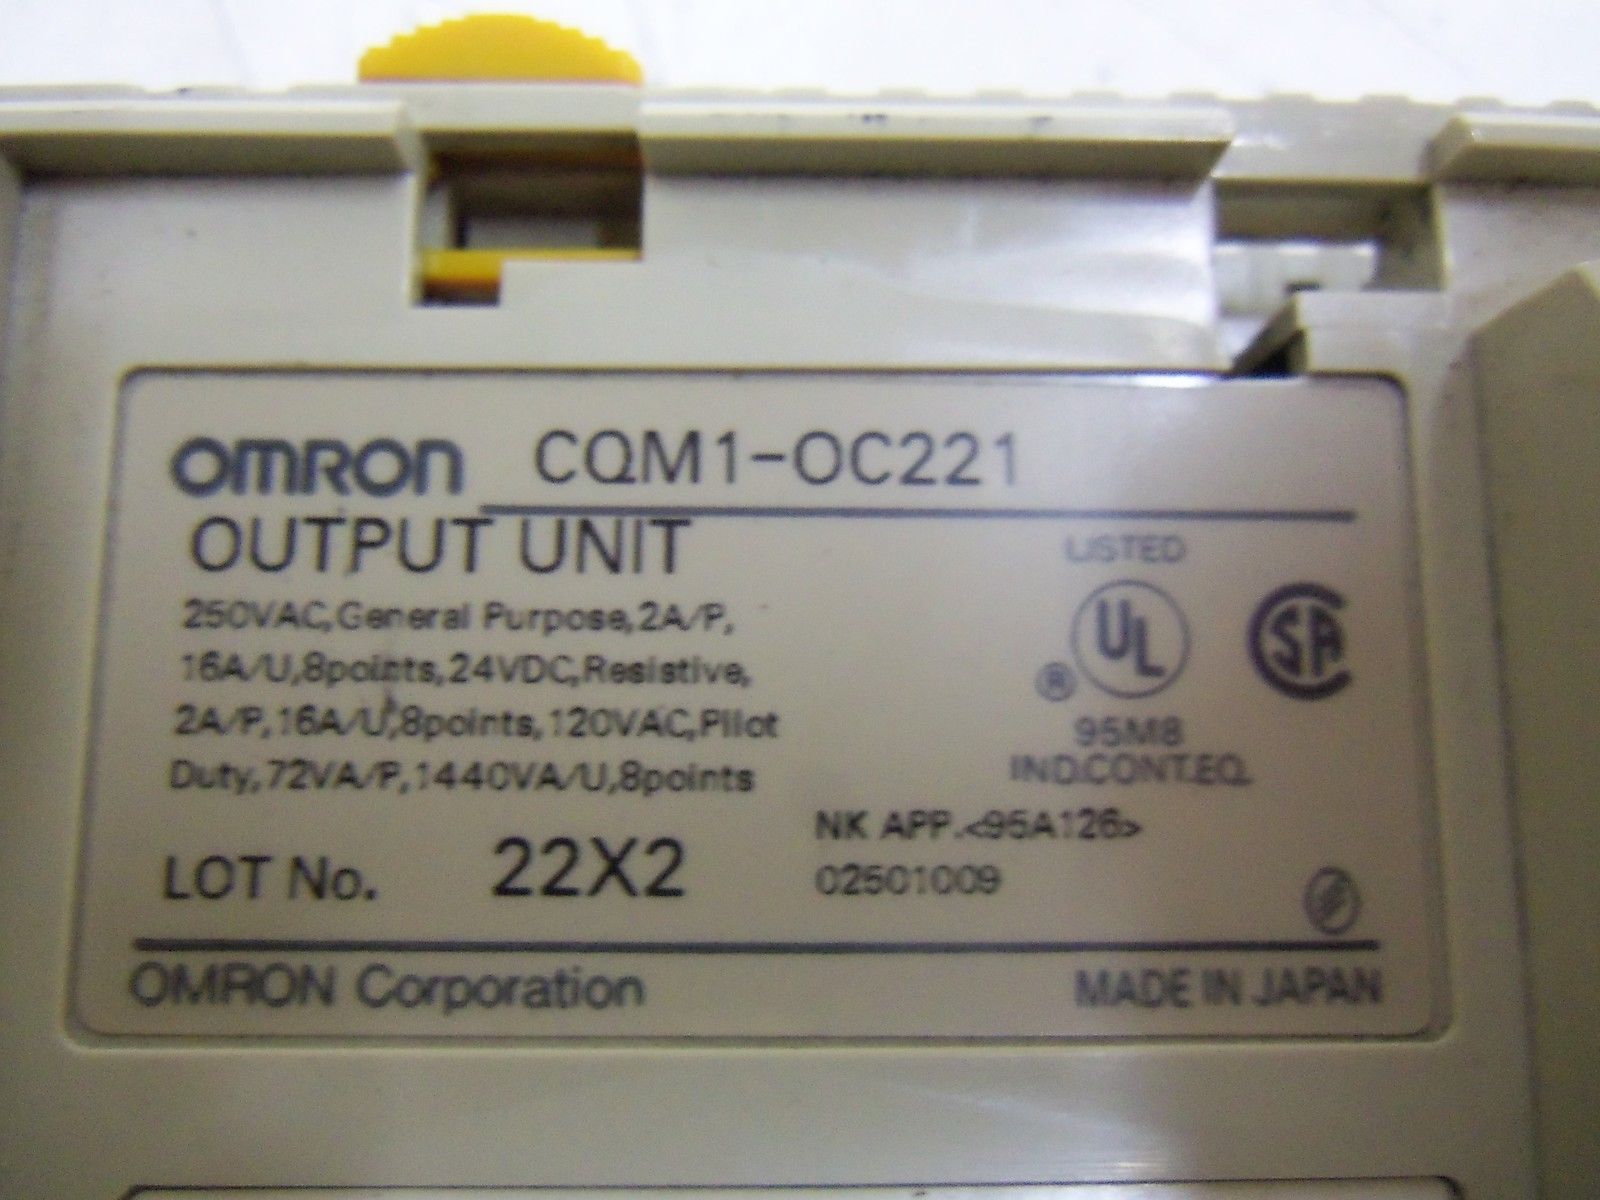 OMRON CQM1-OC221
OUTPUT UNIT
250VAC,General Purpose,2A/P,
16A/U,8points,24VDC,Resistive,
2A/P,16A/U,8points,120VAC,Pilot
Duty,72VA/P,1440VA/U,8points
LISTED
UL
®
SA
95M8
IND.CONT.EQ.
NK APP.<95A126>
LOT No. 22X2
02501009
OMRON Corporation
MADE IN JAPAN